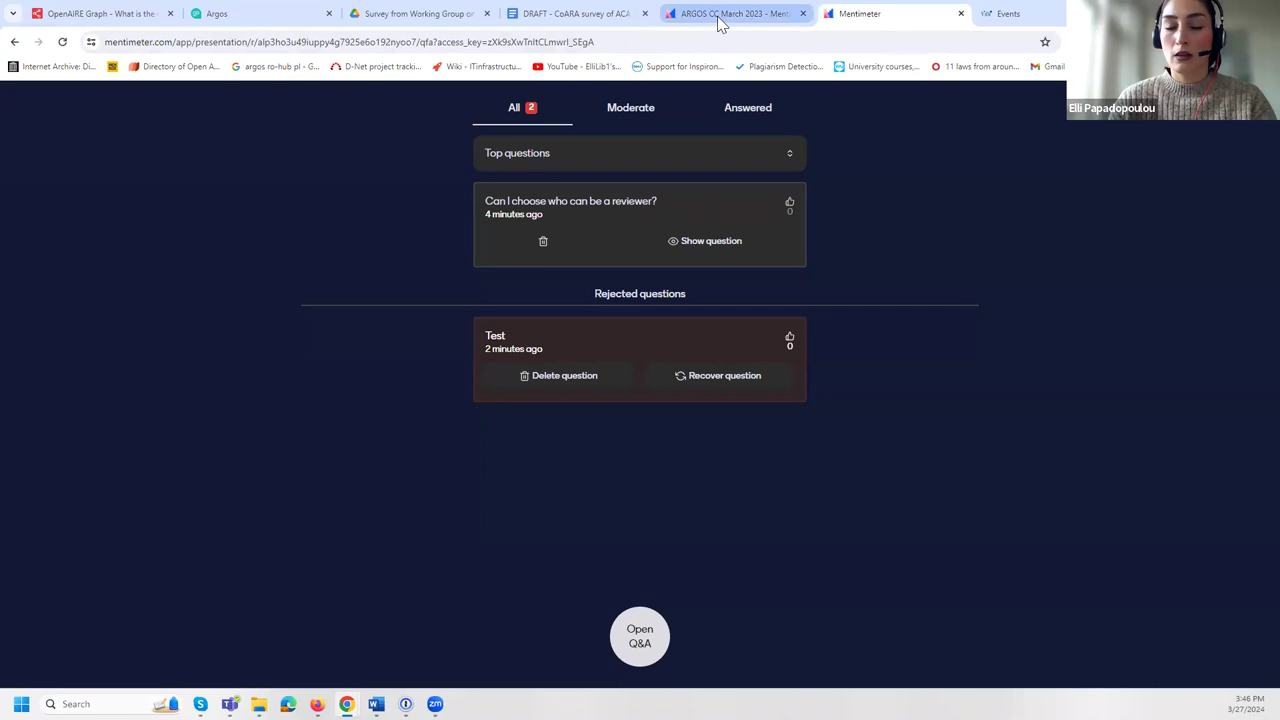 OpenAIRE Graph - What is the
Argos
Survey from Working Group on
DRAFT - CoARA survey of ACA
ARGOS CC March 2023 - Ment
Mentimeter
Events
mentimeter.com/app/presentation/r/alp3ho3u49iuppy4g7925e6o192nyoo7/qfa?access_key=zXk9sXwTnltCLmwrl_SEgA
Internet Archive: Di...
Directory of Open A...
argos ro-hub pl - G...
D-Net project tracki...
Wiki - ITInfrastructu...
YouTube - ElliLib1's...
Support for Inspiron...
Plagiarism Detection...
University courses,...
11 laws from aroun...
Gmail
Elli Papadopoulou
All 2
Moderate
Answered
Top questions
Can I choose who can be a reviewer?
0
4 minutes ago
Show question
Rejected questions
Test
0
2 minutes ago
Delete question
Recover question
Open
Q&A
Search
3:46 PM
3/27/2024